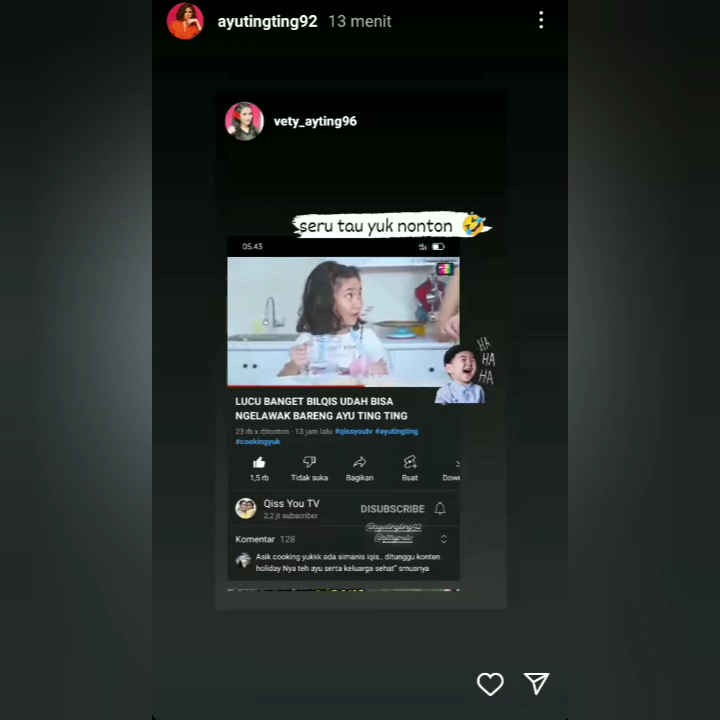 ayutingting92 13 menit
vety_ayting96
seru tau yuk nonton
05.43
HA
HA
HA
LUCU BANGET BILQIS UDAH BISA
NGELAWAK BARENG AYU TING TING
23 rb x ditonton · 13 jam lalu #qissyoutv #ayutingting
#cookingyuk
1,5 rb Tidak suka Bagikan Buat Down
Qiss You TV
2,2 jt subscriber
DISUBSCRIBE
@ayutingting92
Komentar 128
Asik cooking yukkk ada simanis iqis.. ditunggu konten
holiday Nya teh ayu serta keluarga sehat" smuanya